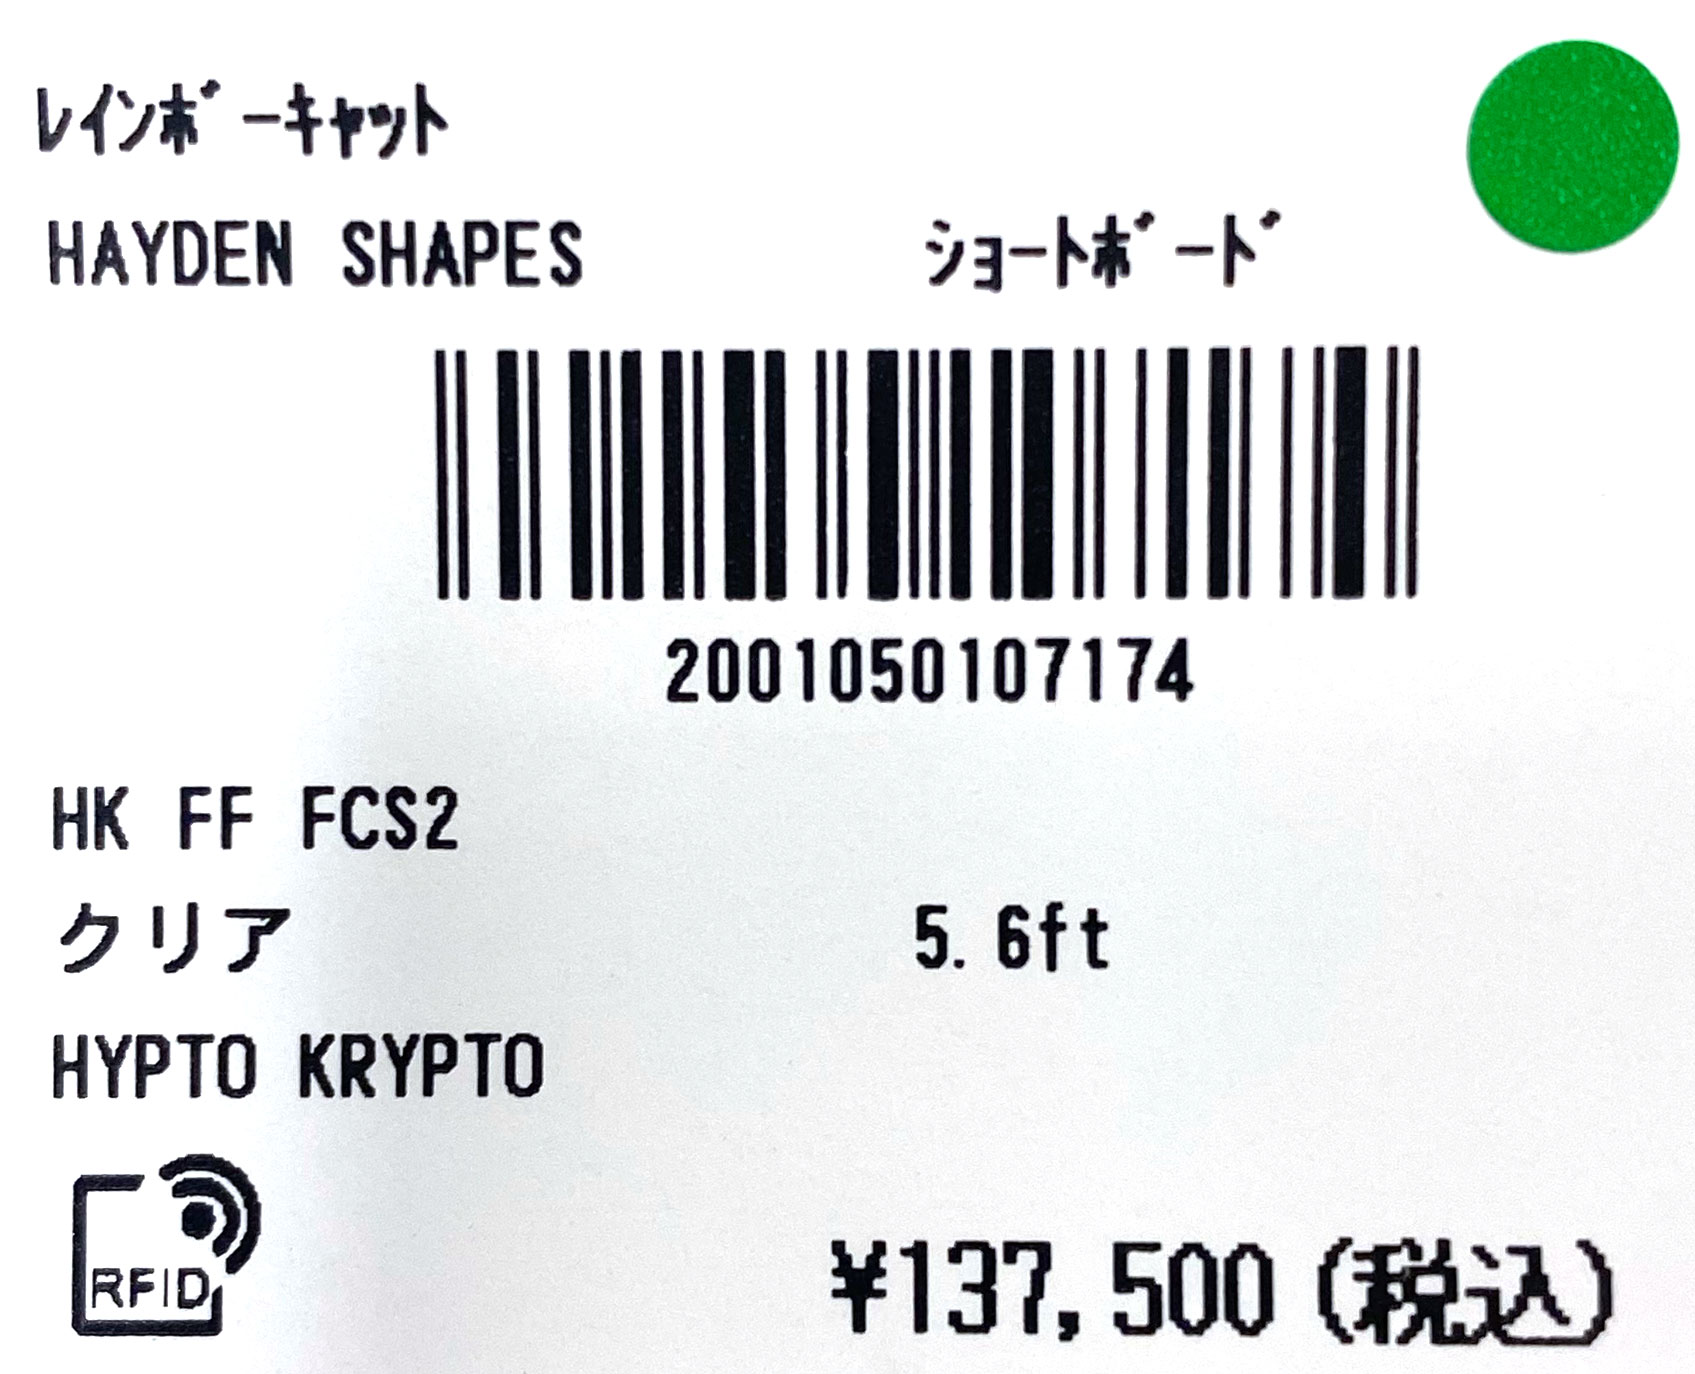 ﾚｲﾝﾎﾞｰｷｬｯﾄ
HAYDEN SHAPES ｼｮｰﾄﾎﾞｰﾄﾞ
2001050107174
HK FF FCS2
クリア 5.6ft
HYPTO KRYPTO
RFID
¥137,500(税込)